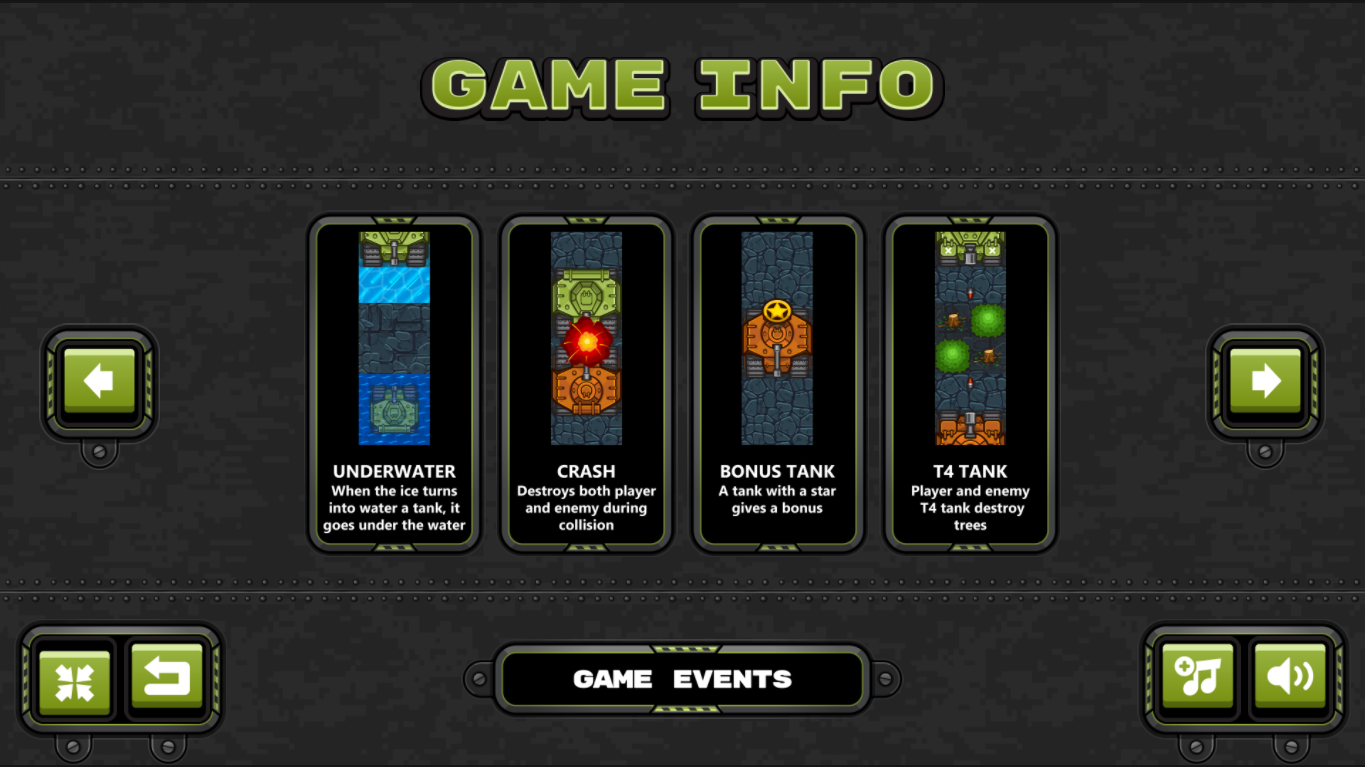 GAME INFO
UNDERWATER
When the ice turns
into water a tank, it
goes under the water
CRASH
Destroys both player
and enemy during
collision
BONUS TANK
A tank with a star
gives a bonus
T4 TANK
Player and enemy
T4 tank destroy
trees
GAME EVENTS